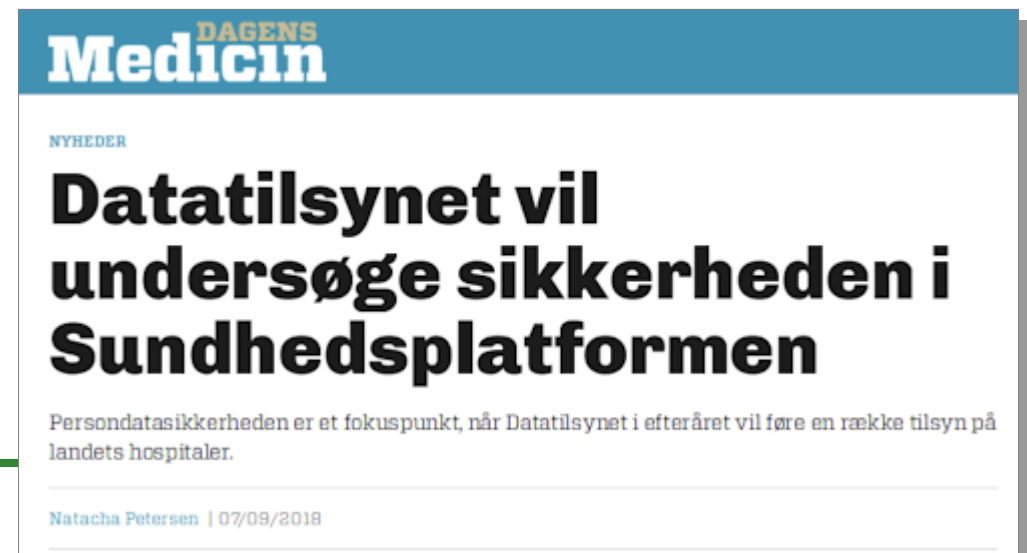 DAGENS
Medicin
NYHEDER
Datatilsynet vil
undersøge sikkerheden i
Sundhedsplatformen
Persondatasikkerheden er et fokuspunkt, når Datatilsynet i efteråret vil føre en række tilsyn på
landets hospitaler.
Natacha Petersen | 07/09/2018